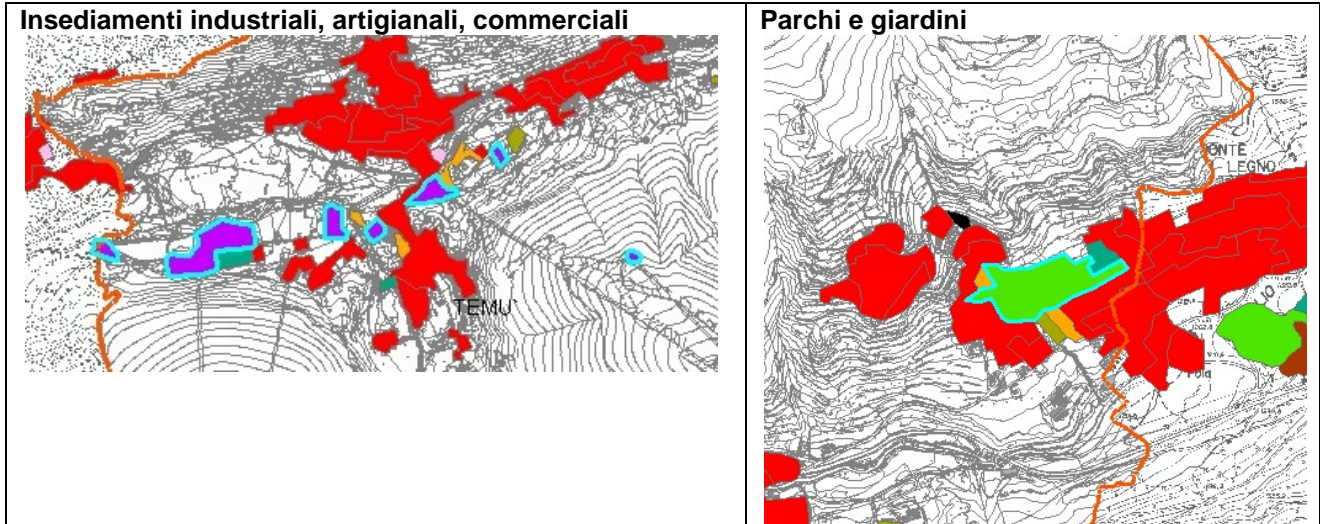 Insediamenti industriali, artigianali, commerciali
Parchi e giardini
TEMU'
ONTE
LEGNO